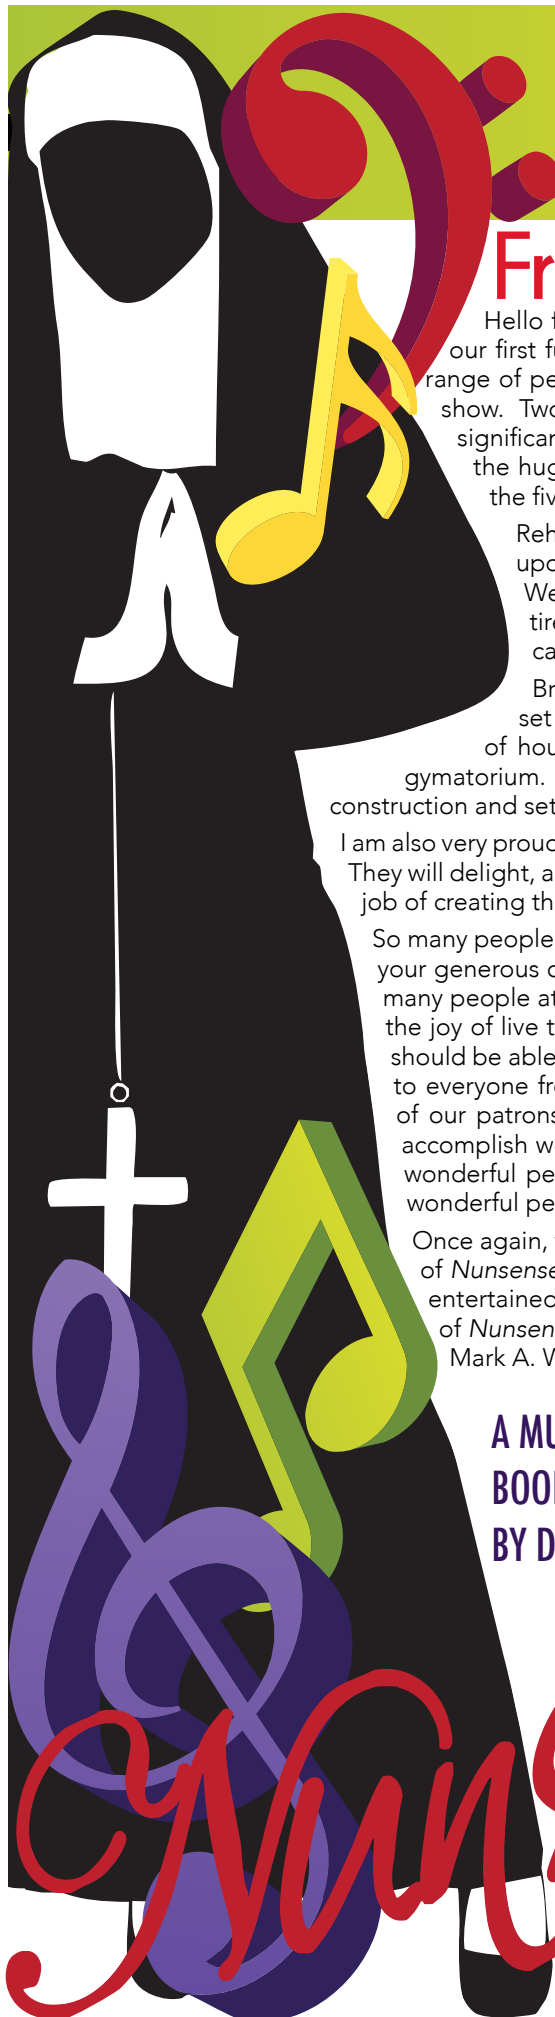 Fr
Hello f
our first fu
range of pe
show. Two
significan
the hug
the fiv
Reh
upo
We
tire
ca
Br
set
of hou
gymatorium.
construction and set
I am also very proud
They will delight, a
job of creating th
So many people
your generous c
many people at
the joy of live t
should be able
to everyone fr
of our patrons
accomplish w
wonderful pe
wonderful pe
Once again,
of Nunsense
entertained
of Nunsen
Mark A. W
A MU
BOOK
BY D
Nuns